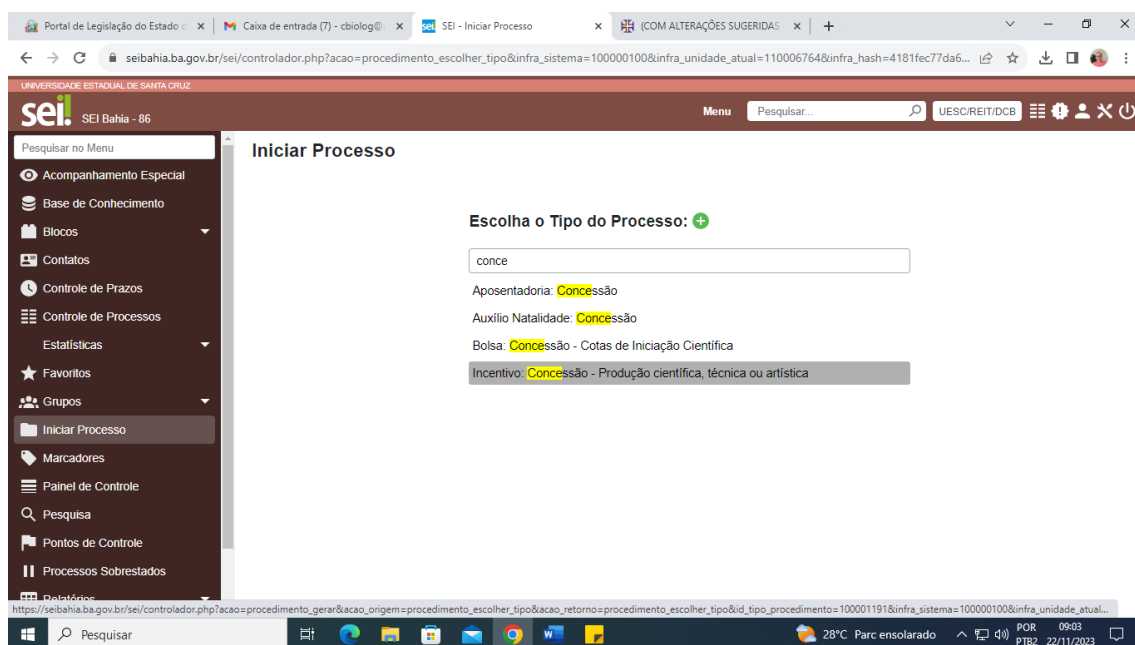 Portal de Legislação do Estado d
Caixa de entrada (7) - cbiolog@
SEI - Iniciar Processo
(COM ALTERAÇÕES SUGERIDAS
seibahia.ba.gov.br/sei/controlador.php?acao=procedimento_escolher_tipo&infra_sistema=100000100&infra_unidade_atual=110006764&infra_hash=4181fec77da6...
UNIVERSIDADE ESTADUAL DE SANTA CRUZ
sei! SEI Bahia - 86
Menu
Pesquisar...
UESC/REIT/DCB
Pesquisar no Menu
Acompanhamento Especial
Base de Conhecimento
Blocos
Contatos
Controle de Prazos
Controle de Processos
Estatísticas
Favoritos
Grupos
Iniciar Processo
Marcadores
Painel de Controle
Pesquisa
Pontos de Controle
Processos Sobrestados
Relatórios
Iniciar Processo
Escolha o Tipo do Processo:
conce
Aposentadoria: Concessão
Auxílio Natalidade: Concessão
Bolsa: Concessão - Cotas de Iniciação Científica
Incentivo: Concessão - Produção científica, técnica ou artística
https://seibahia.ba.gov.br/sei/controlador.php?acao=procedimento_gerar&acao_origem=procedimento_escolher_tipo&acao_retorno=procedimento_escolher_tipo&id_tipo_procedimento=100001191&infra_sistema=100000100&infra_unidade_atual...
Pesquisar
28°C Parc ensolarado
POR
PTB2
09:03
22/11/2023